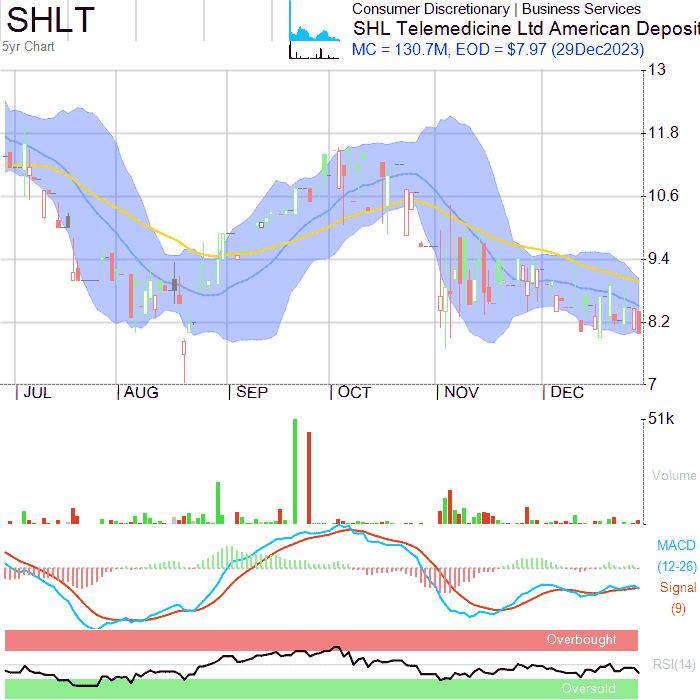 SHLT
5yr Chart
Consumer Discretionary | Business Services
SHL Telemedicine Ltd American Deposit
MC = 130.7M, EOD = $7.97 (29Dec2023)
13
11.8
10.6
9.4
8.2
7
JUL AUG SEP OCT NOV DEC
51k
Volume
MACD
(12-26)
Signal
(9)
Overbought
RSI(14)
Oversold